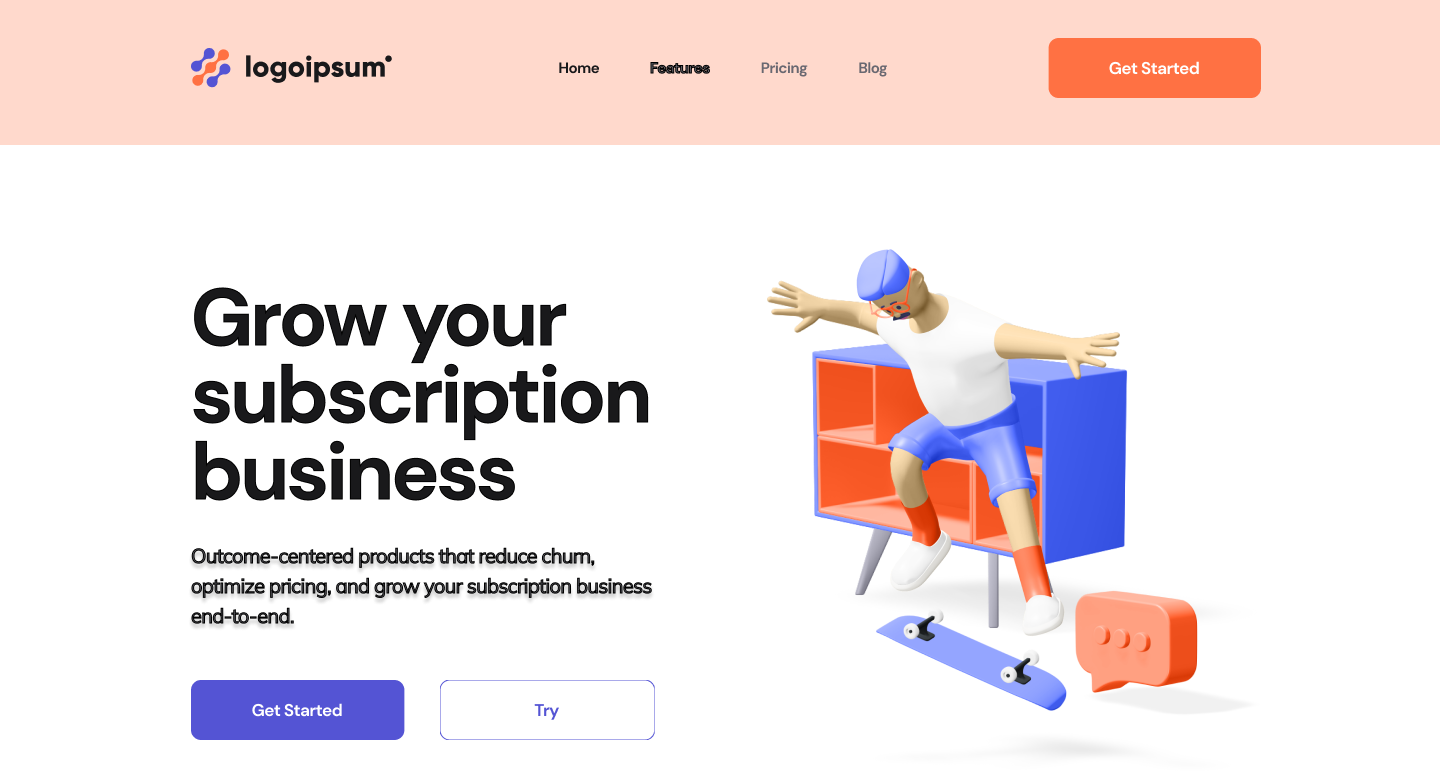 logoipsum
Home
Features
Pricing
Blog
Get Started
Grow your
subscription
business
Outcome-centered products that reduce churn,
optimize pricing, and grow your subscription business
end-to-end.
Get Started
Try